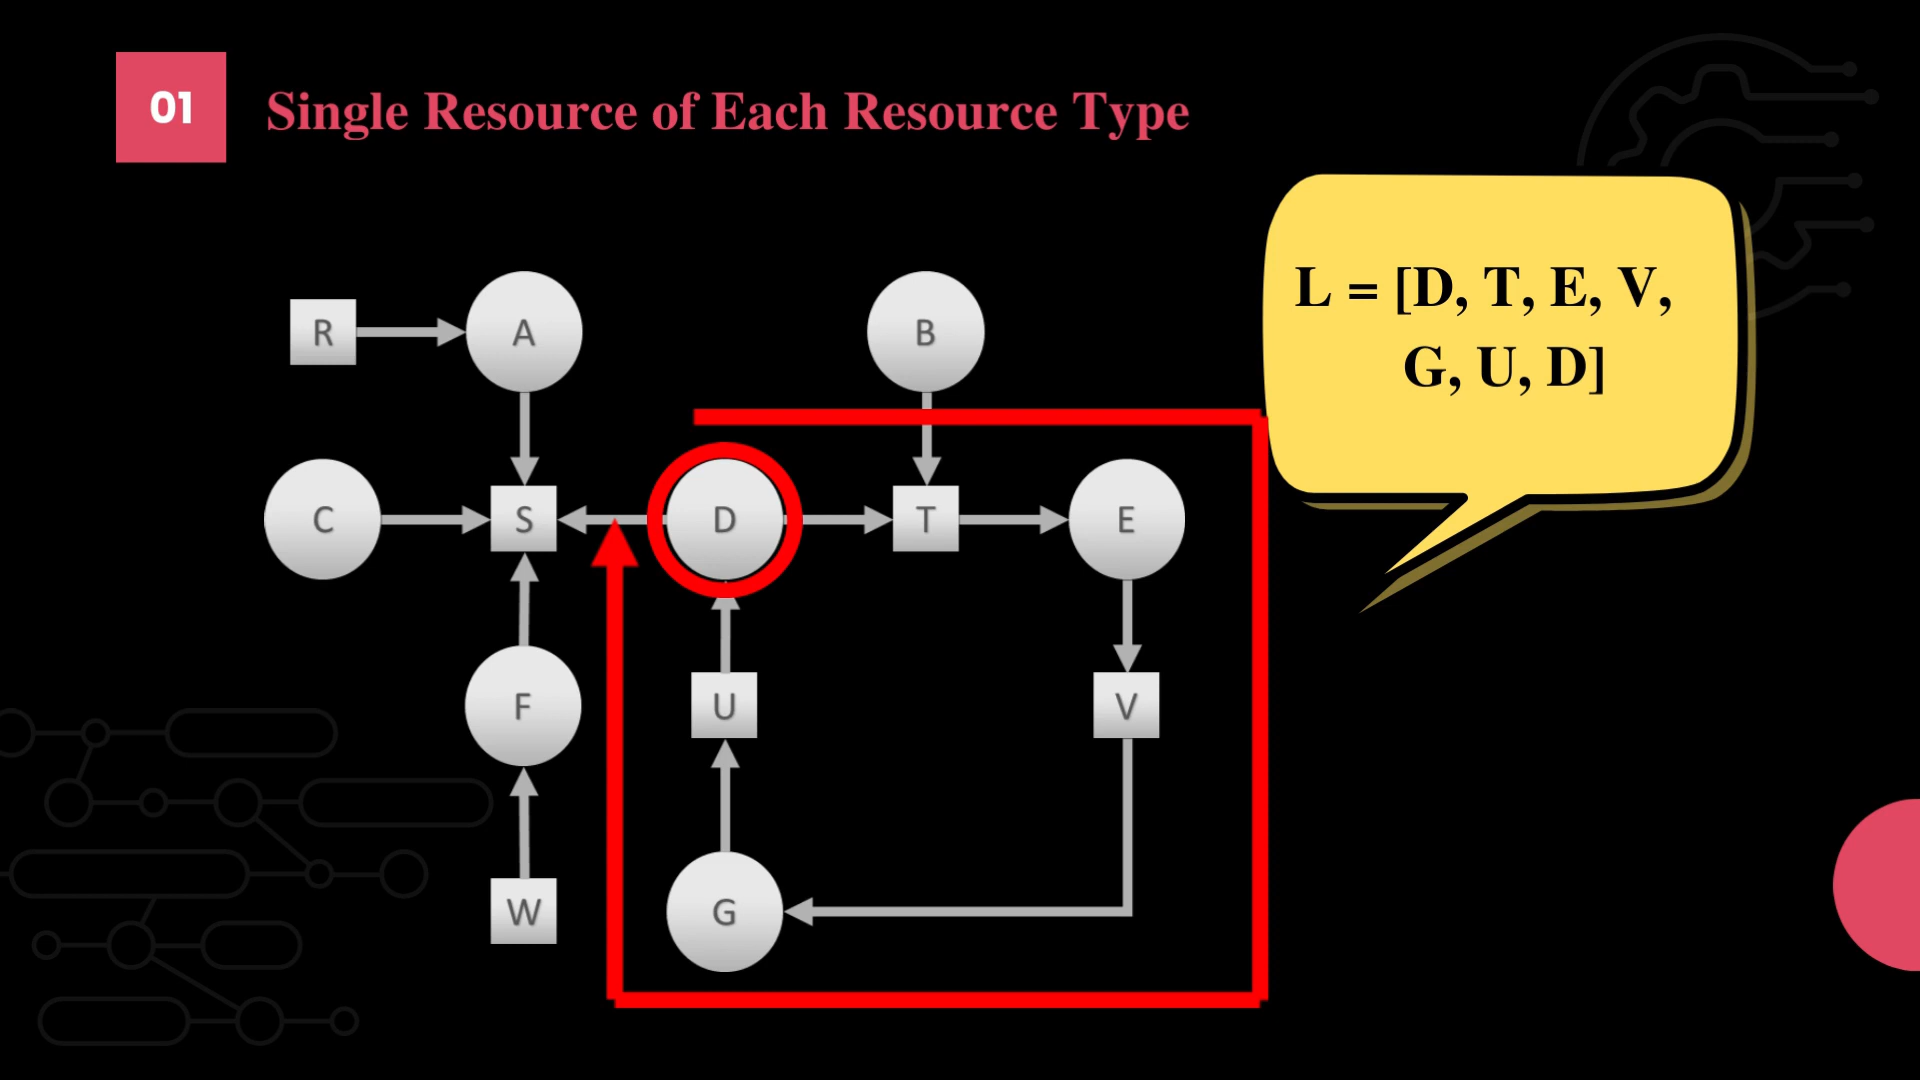 01
Single Resource of Each Resource Type
L = [D, T, E, V,
G, U, D]
R
A
B
C
S
D
T
E
F
U
V
W
G